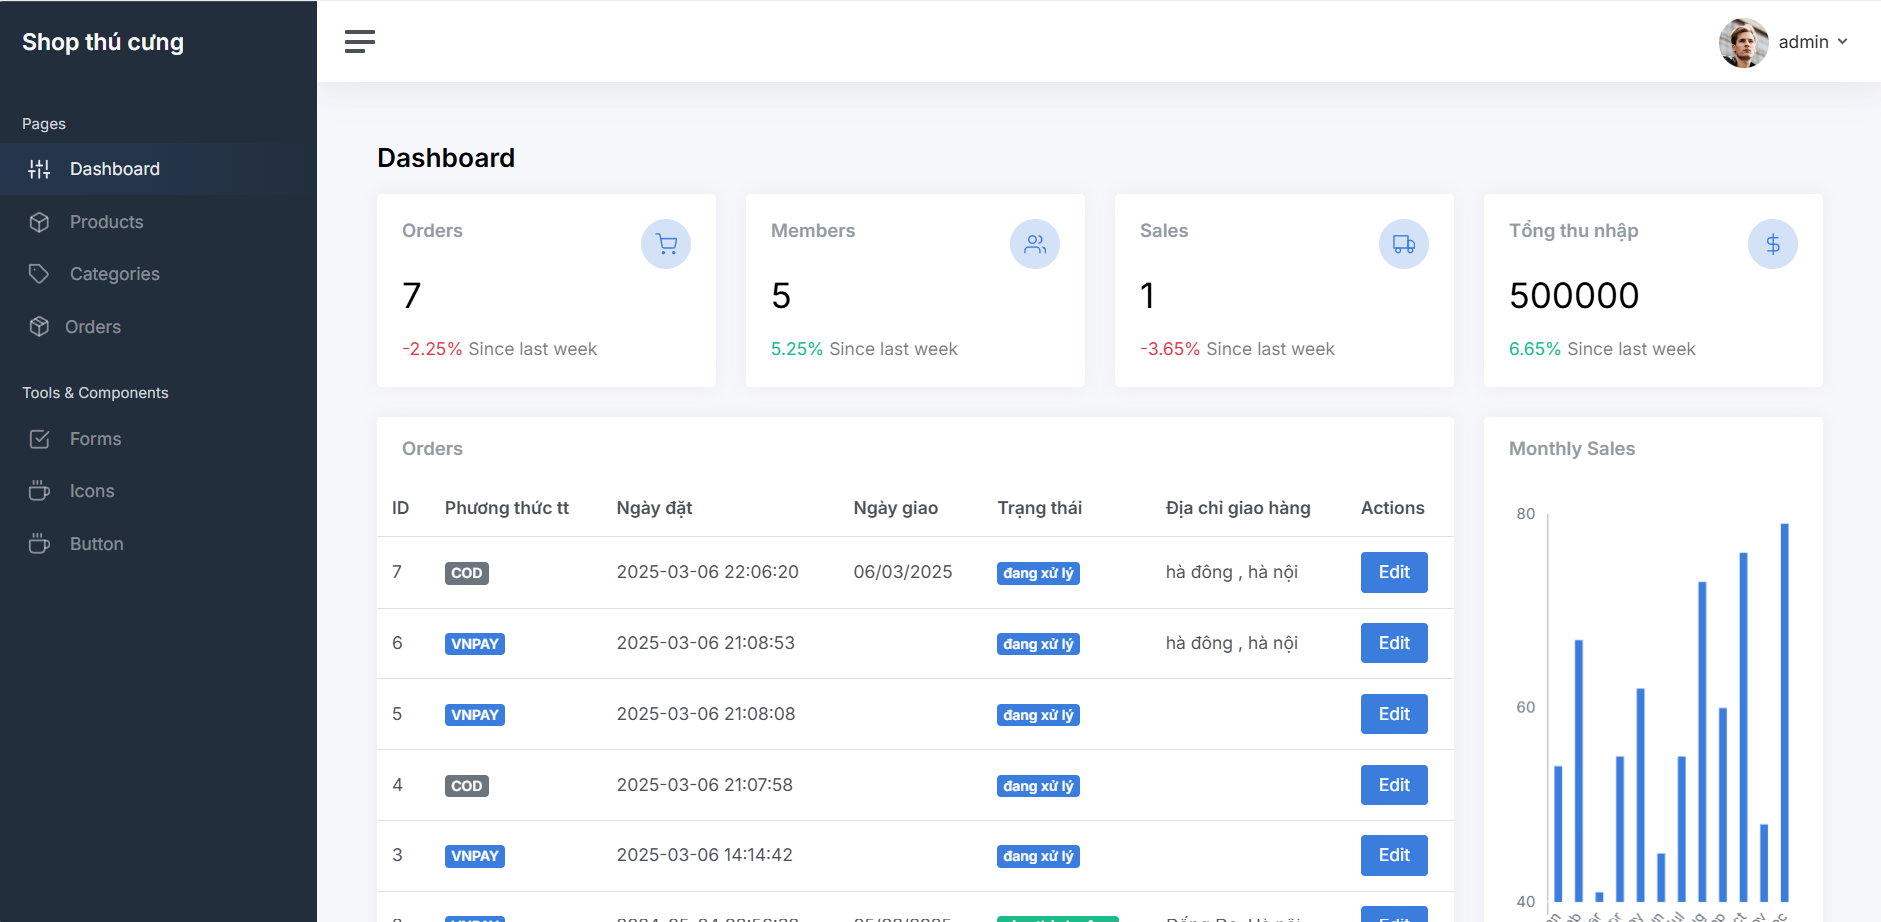 Shop thú cưng
admin
Pages
Dashboard
Products
Categories
Orders
Tools & Components
Forms
Icons
Button
Dashboard
Orders
7
-2.25% Since last week
Members
5
5.25% Since last week
Sales
1
-3.65% Since last week
Tổng thu nhập
500000
6.65% Since last week
Orders
ID Phương thức tt Ngày đặt Ngày giao Trạng thái Địa chỉ giao hàng Actions
7 COD 2025-03-06 22:06:20 06/03/2025 đang xử lý hà đông , hà nội Edit
6 VNPAY 2025-03-06 21:08:53 đang xử lý hà đông , hà nội Edit
5 VNPAY 2025-03-06 21:08:08 đang xử lý Edit
4 COD 2025-03-06 21:07:58 đang xử lý Edit
3 VNPAY 2025-03-06 14:14:42 đang xử lý Edit
Monthly Sales
80
60
40